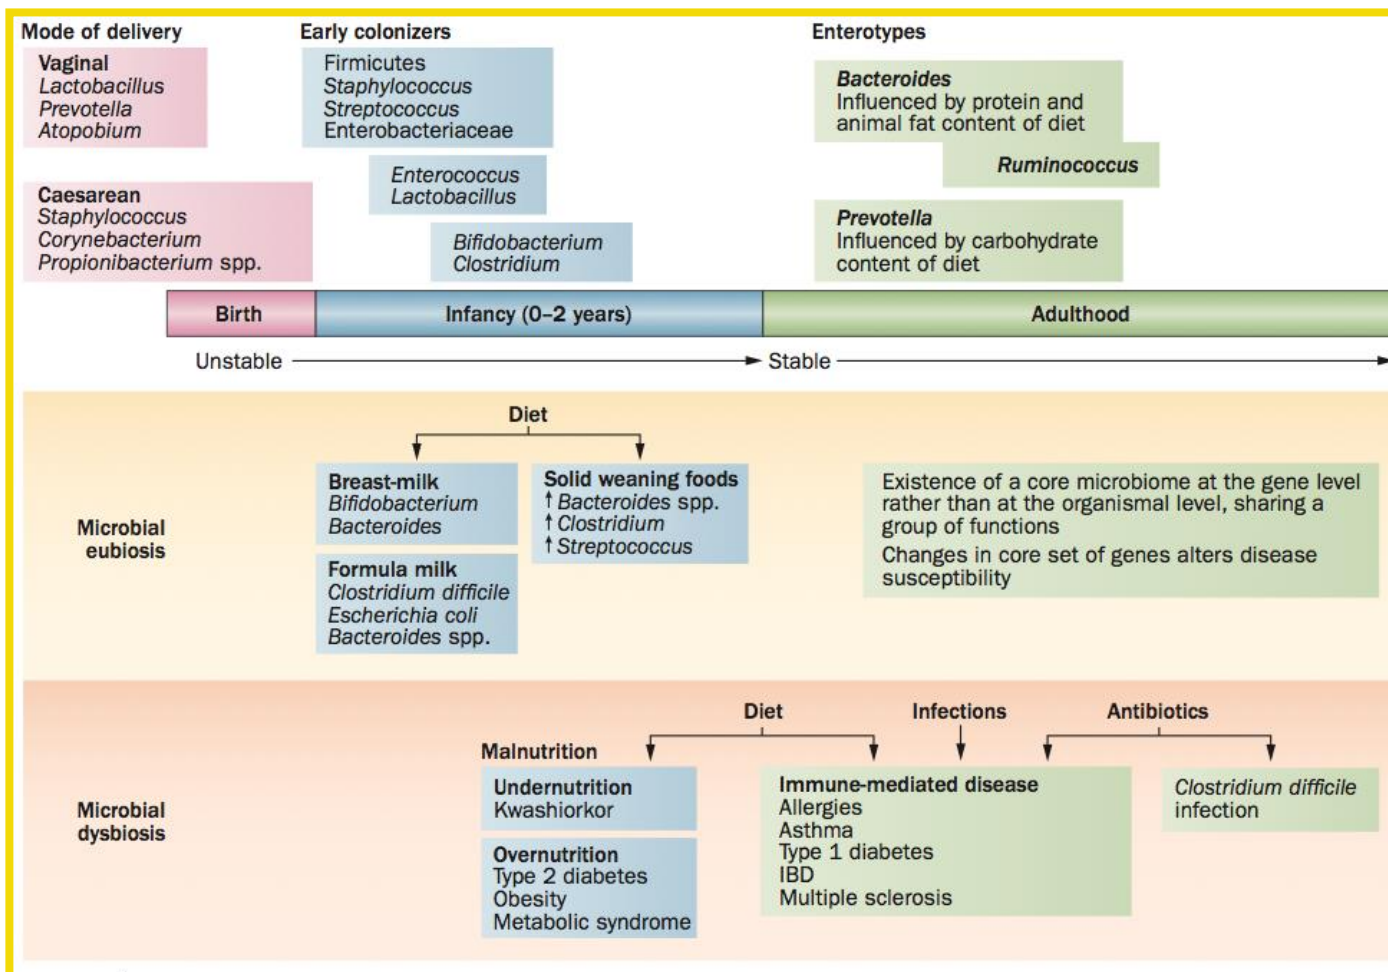 Mode of delivery
Vaginal
Lactobacillus
Prevotella
Atopobium
Caesarean
Staphylococcus
Corynebacterium
Propionibacterium spp.
Early colonizers
Firmicutes
Staphylococcus
Streptococcus
Enterobacteriaceae
Enterococcus
Lactobacillus
Bifidobacterium
Clostridium
Enterotypes
Bacteroides
Influenced by protein and
animal fat content of diet
Ruminococcus
Prevotella
Influenced by carbohydrate
content of diet
Birth
Infancy (0–2 years)
Adulthood
Unstable
Stable
Microbial
eubiosis
Diet
Breast-milk
Bifidobacterium
Bacteroides
Formula milk
Clostridium difficile
Escherichia coli
Bacteroides spp.
Solid weaning foods
↑ Bacteroides spp.
↑ Clostridium
↑ Streptococcus
Existence of a core microbiome at the gene level
rather than at the organismal level, sharing a
group of functions
Changes in core set of genes alters disease
susceptibility
Microbial
dysbiosis
Diet
Infections
Antibiotics
Malnutrition
Undernutrition
Kwashiorkor
Overnutrition
Type 2 diabetes
Obesity
Metabolic syndrome
Immune-mediated disease
Allergies
Asthma
Type 1 diabetes
IBD
Multiple sclerosis
Clostridium difficile
infection